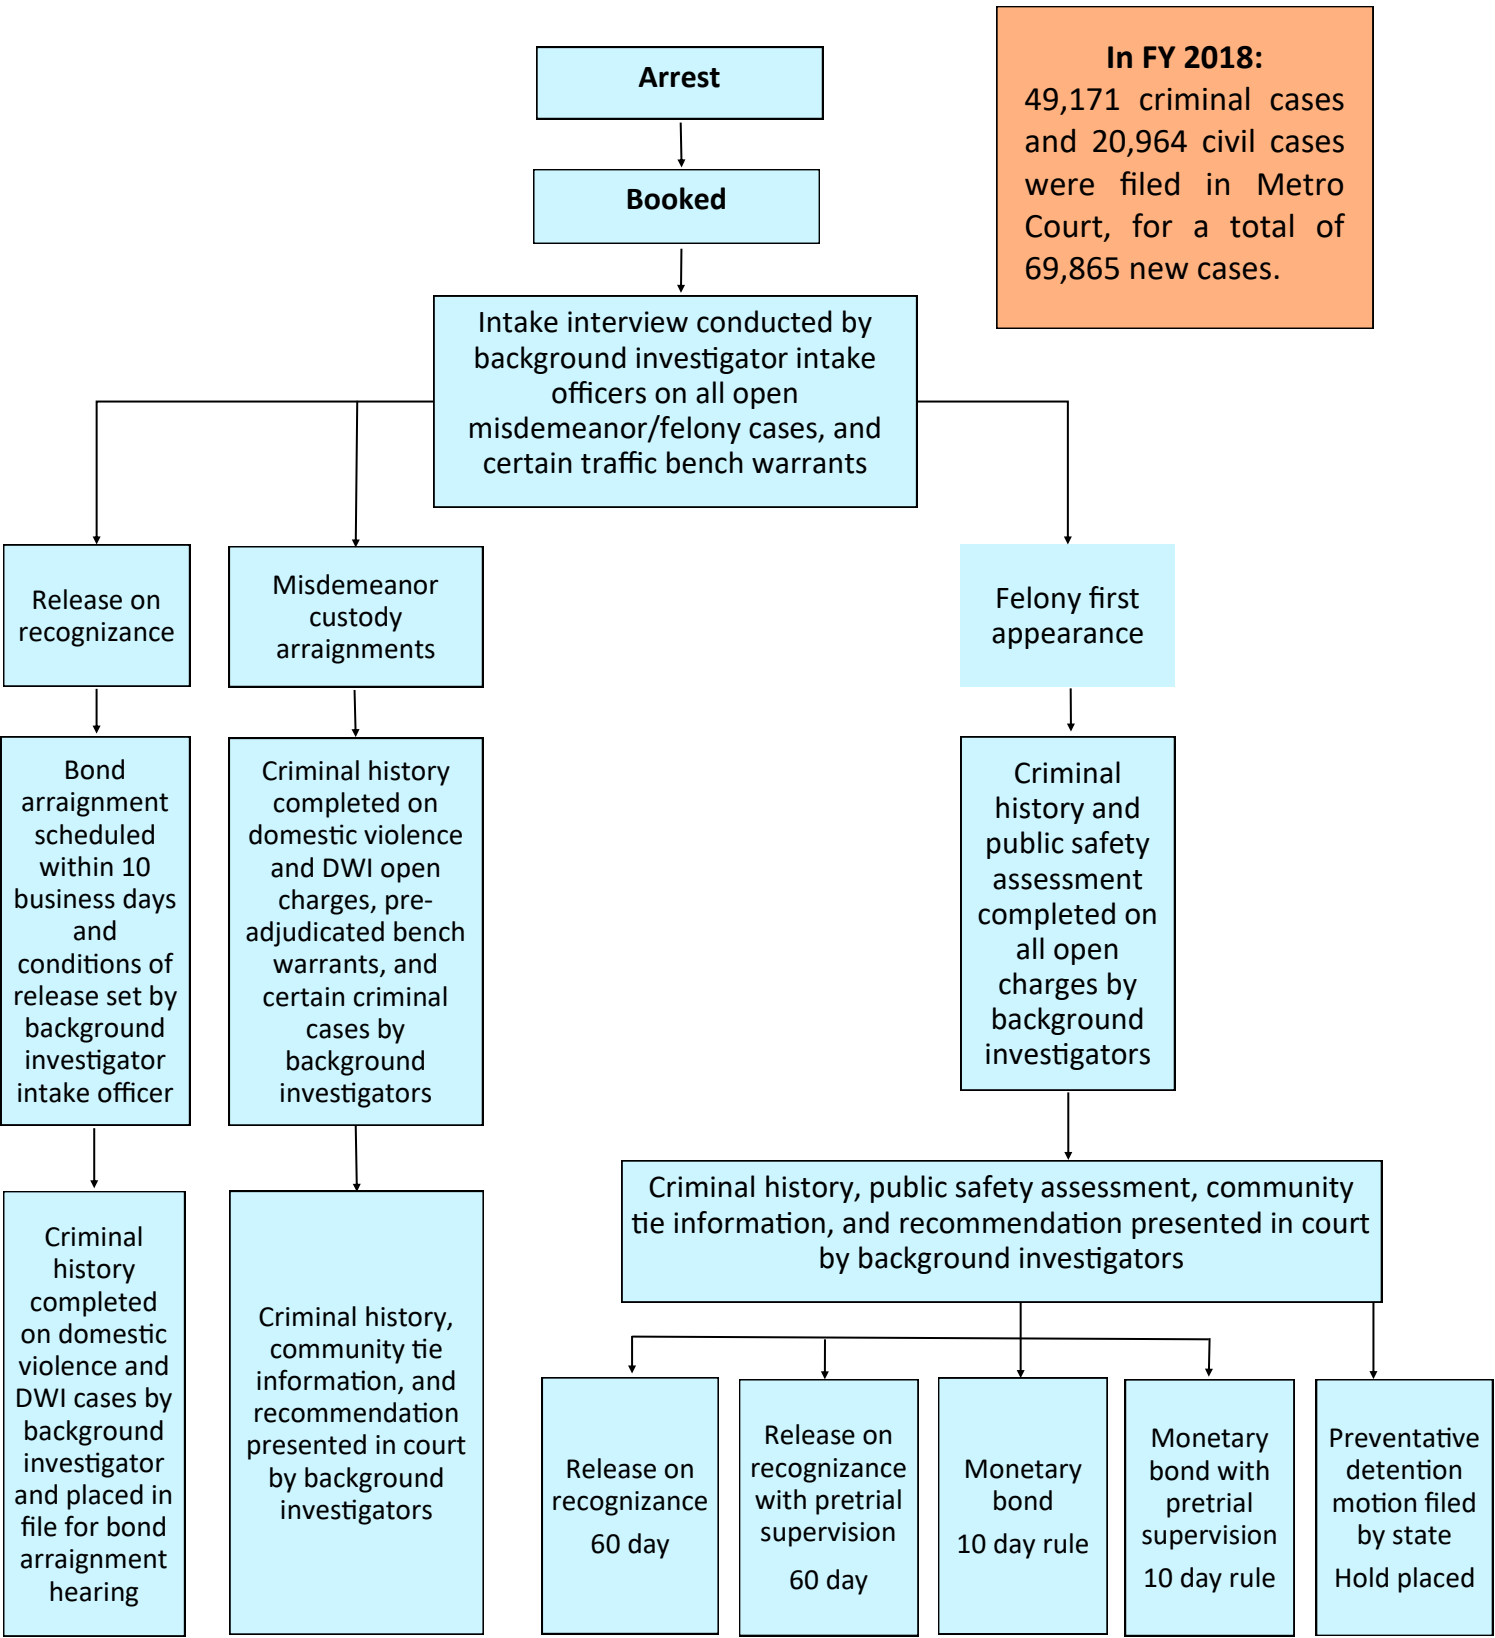 Arrest
In FY 2018:
49,171 criminal cases
and 20,964 civil cases
were filed in Metro
Court, for a total of
69,865 new cases.
Booked
Intake interview conducted by
background investigator intake
officers on all open
misdemeanor/felony cases, and
certain traffic bench warrants
Release on
recognizance
Misdemeanor
custody
arraignments
Felony first
appearance
Bond
arraignment
scheduled
within 10
business days
and
conditions of
release set by
background
investigator
intake officer
Criminal history
completed on
domestic violence
and DWI open
charges, pre-
adjudicated bench
warrants, and
certain criminal
cases by
background
investigators
Criminal
history and
public safety
assessment
completed on
all open
charges by
background
investigators
Criminal
history
completed
on domestic
violence and
DWI cases by
background
investigator
and placed in
file for bond
arraignment
hearing
Criminal history,
community tie
information, and
recommendation
presented in court
by background
investigators
Criminal history, public safety assessment, community
tie information, and recommendation presented in court
by background investigators
Release on
recognizance
60 day
Release on
recognizance
with pretrial
supervision
60 day
Monetary
bond
10 day rule
Monetary
bond with
pretrial
supervision
10 day rule
Preventative
detention
motion filed
by state
Hold placed